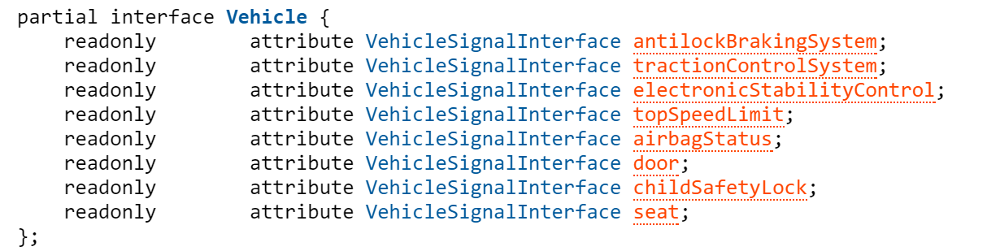 partial interface Vehicle {
    readonly        attribute VehicleSignalInterface antilockBrakingSystem;
    readonly        attribute VehicleSignalInterface tractionControlSystem;
    readonly        attribute VehicleSignalInterface electronicStabilityControl;
    readonly        attribute VehicleSignalInterface topSpeedLimit;
    readonly        attribute VehicleSignalInterface airbagStatus;
    readonly        attribute VehicleSignalInterface door;
    readonly        attribute VehicleSignalInterface childSafetyLock;
    readonly        attribute VehicleSignalInterface seat;
};